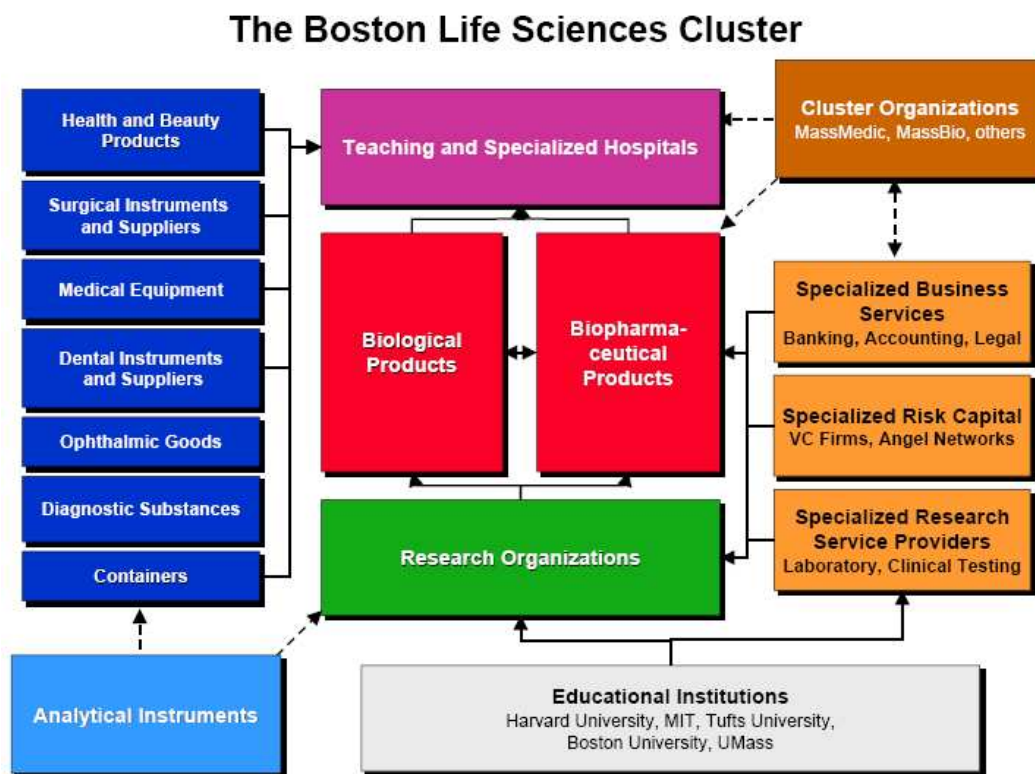 The Boston Life Sciences Cluster
Health and Beauty
Products
Surgical Instruments
and Suppliers
Medical Equipment
Dental Instruments
and Suppliers
Ophthalmic Goods
Diagnostic Substances
Containers
Analytical Instruments
Teaching and Specialized Hospitals
Biological
Products
Biopharma-
ceutical
Products
Research Organizations
Educational Institutions
Harvard University, MIT, Tufts University,
Boston University, UMass
Cluster Organizations
MassMedic, MassBio, others
Specialized Business
Services
Banking, Accounting, Legal
Specialized Risk Capital
VC Firms, Angel Networks
Specialized Research
Service Providers
Laboratory, Clinical Testing